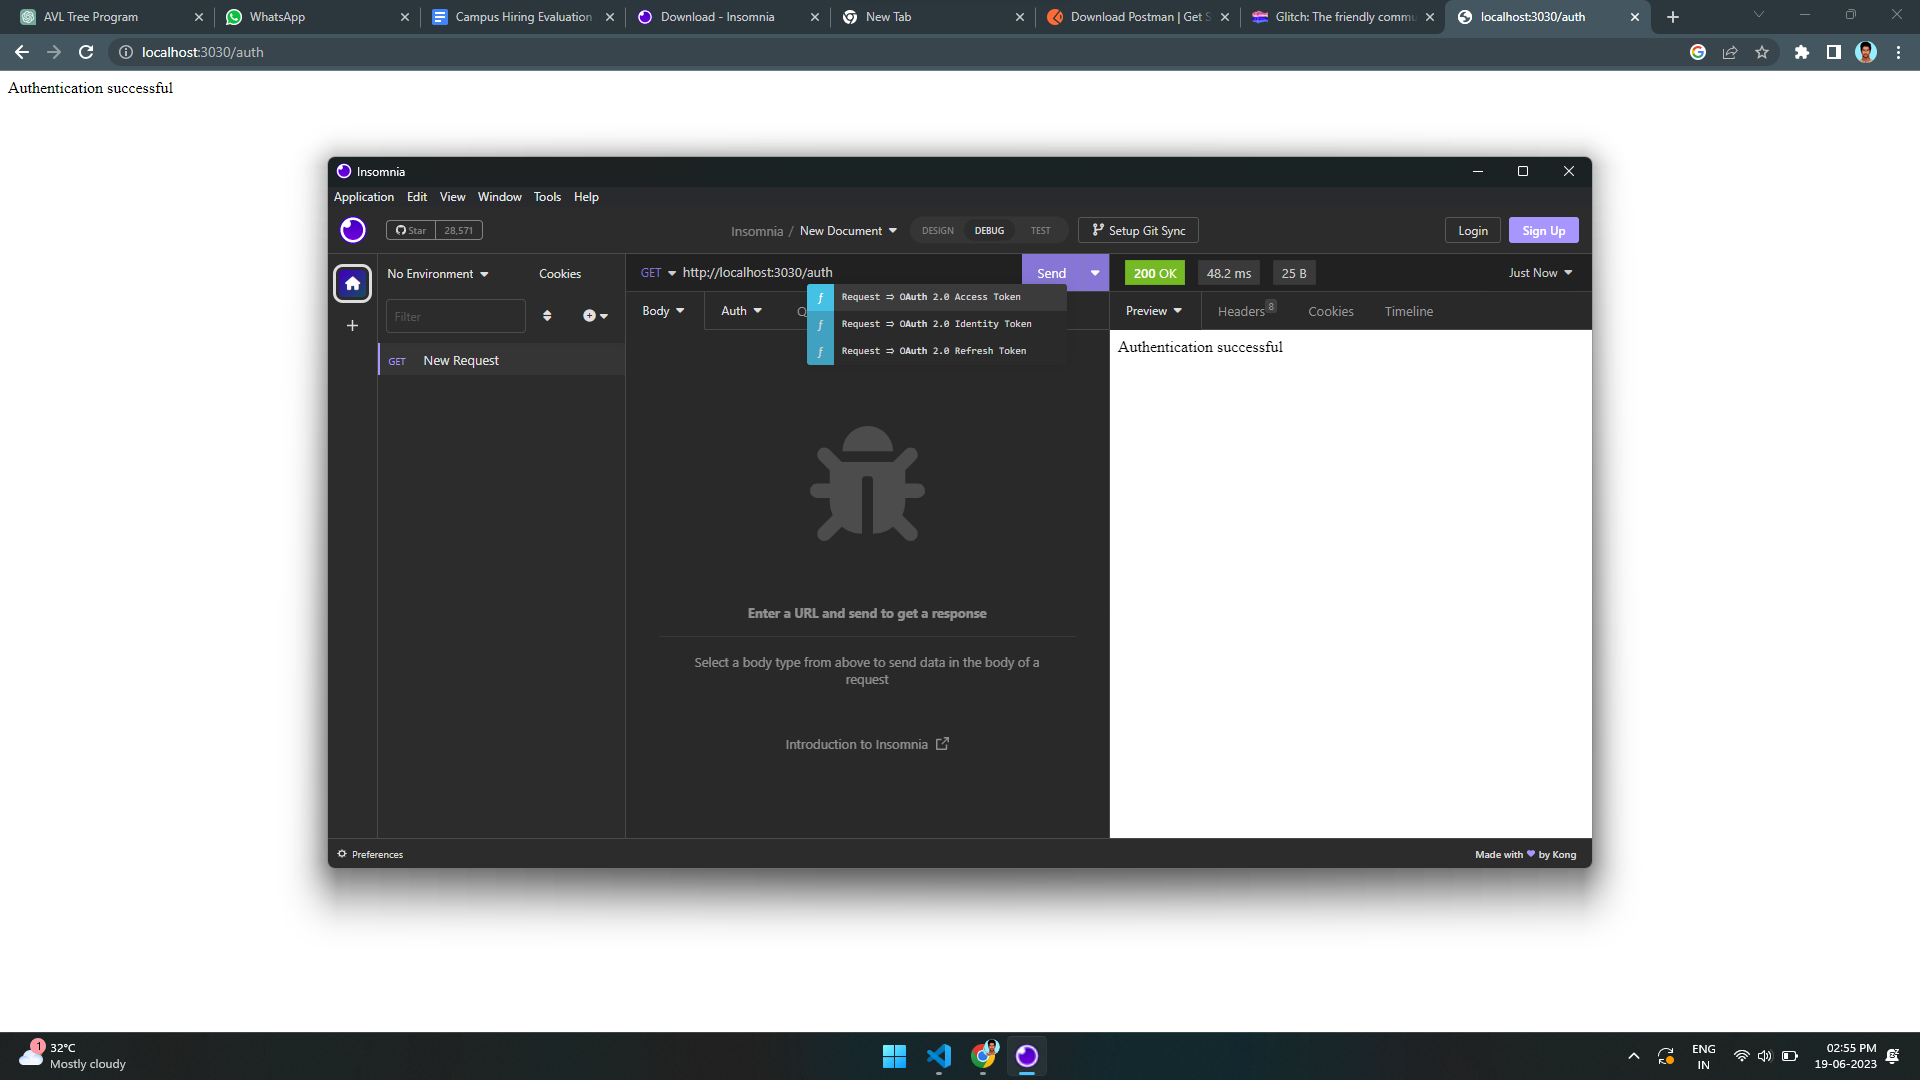 AVL Tree Program
WhatsApp
Campus Hiring Evaluation
Download - Insomnia
New Tab
Download Postman | Get S
Glitch: The friendly commu
localhost:3030/auth
localhost:3030/auth
Authentication successful
Insomnia
Application Edit View Window Tools Help
Star 28,571
Insomnia / New Document
DESIGN DEBUG TEST
Setup Git Sync
Login
Sign Up
No Environment
Cookies
GET http://localhost:3030/auth
Send
200 OK
48.2 ms
25 B
Just Now
Filter
Body
Auth
Q
Request ⇒ OAuth 2.0 Access Token
Request ⇒ OAuth 2.0 Identity Token
Request ⇒ OAuth 2.0 Refresh Token
Preview
Headers 8
Cookies
Timeline
GET New Request
Authentication successful
Enter a URL and send to get a response
Select a body type from above to send data in the body of a
request
Introduction to Insomnia
Preferences
Made with ❤ by Kong
1
32°C
Mostly cloudy
ENG
IN
02:55 PM
19-06-2023